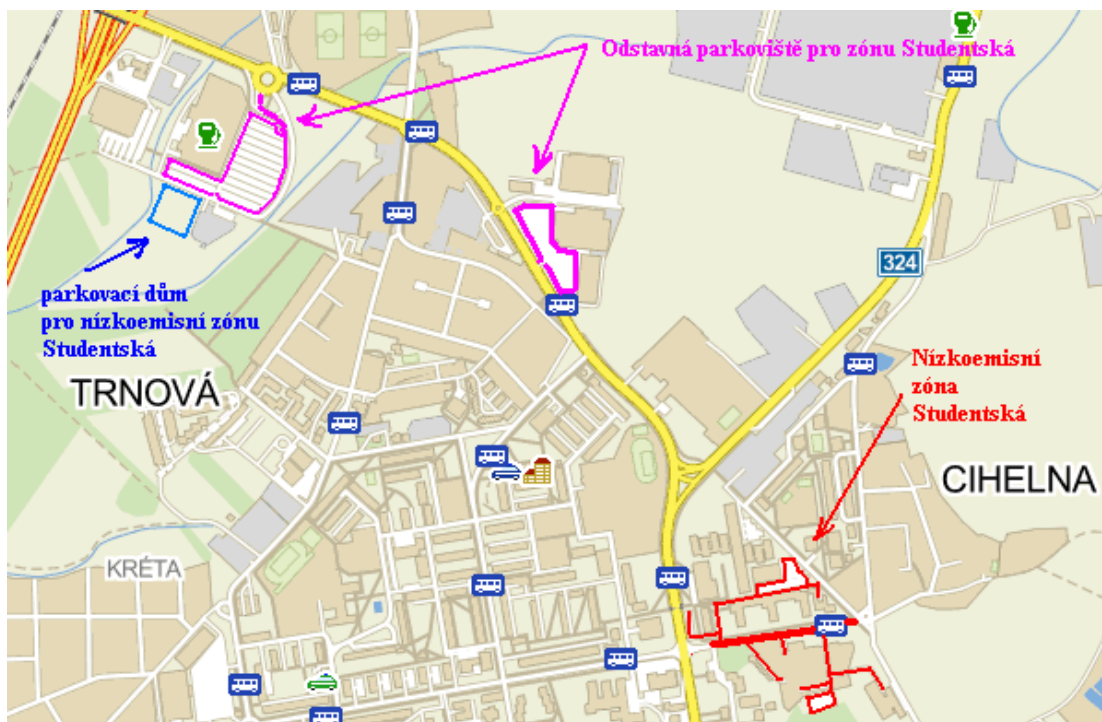 Odstavná parkoviště pro zónu Studentská
324
parkovací dům
pro nízkoemisní zónu
Studentská
Nízkoemisní
zóna
Studentská
TRNOVÁ
CIHELNA
KRÉTA